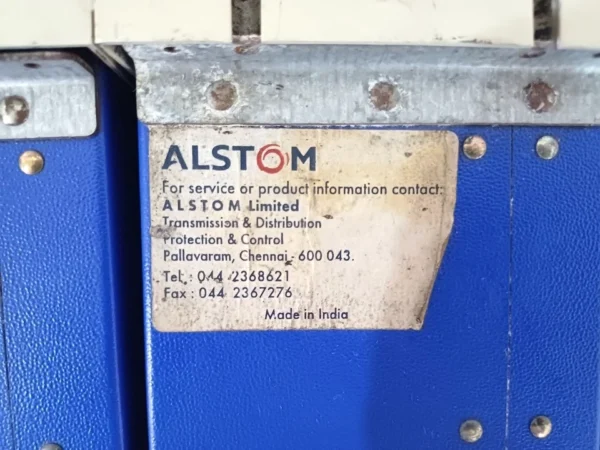 ALSTOM
For service or product information contact:
ALSTOM Limited
Transmission & Distribution
Protection & Control
Pallavaram, Chennai - 600 043.
Tel : 044 2368621
Fax : 044 2367276
Made in India